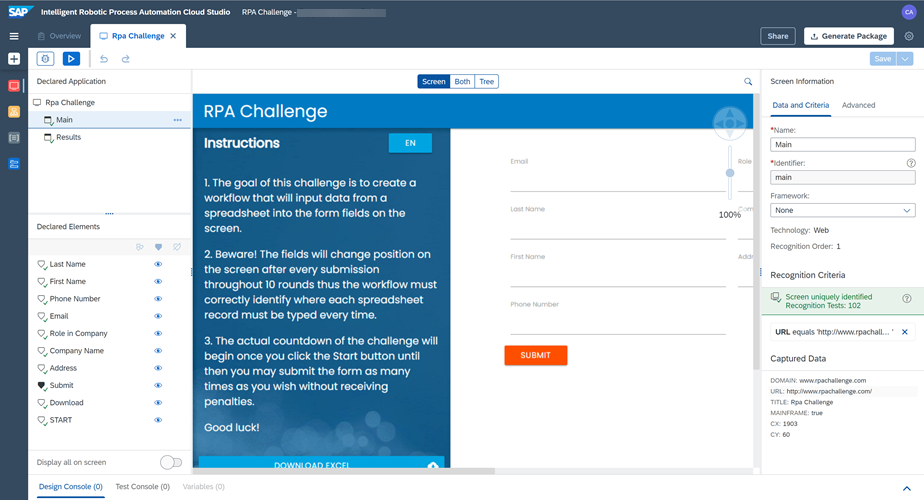 SAP Intelligent Robotic Process Automation Cloud Studio RPA Challenge - CA
Overview Rpa Challenge Share Generate Package
Save
Declared Application
Rpa Challenge
Main
Results
Declared Elements
Last Name
First Name
Phone Number
Email
Role in Company
Company Name
Address
Submit
Download
START
Display all on screen
Screen Both Tree
RPA Challenge
Instructions EN
1. The goal of this challenge is to create a
workflow that will input data from a
spreadsheet into the form fields on the
screen.
2. Beware! The fields will change position on
the screen after every submission
throughout 10 rounds thus the workflow must
correctly identify where each spreadsheet
record must be typed every time.
3. The actual countdown of the challenge will
begin once you click the Start button until
then you may submit the form as many
times as you wish without receiving
penalties.
Good luck!
DOWNLOAD EXCEL
Email Role
Last Name
First Name
Phone Number
SUBMIT
100%
Screen Information
Data and Criteria Advanced
*Name:
Main
*Identifier:
main
Framework:
None
Technology: Web
Recognition Order: 1
Recognition Criteria
Screen uniquely identified
Recognition Tests: 102
URL equals 'http://www.rpachall... '
Captured Data
DOMAIN: www.rpachallenge.com
URL: http://www.rpachallenge.com/
TITLE: Rpa Challenge
MAINFRAME: true
CX: 1903
CY: 60
Design Console (0) Test Console (0) Variables (0)